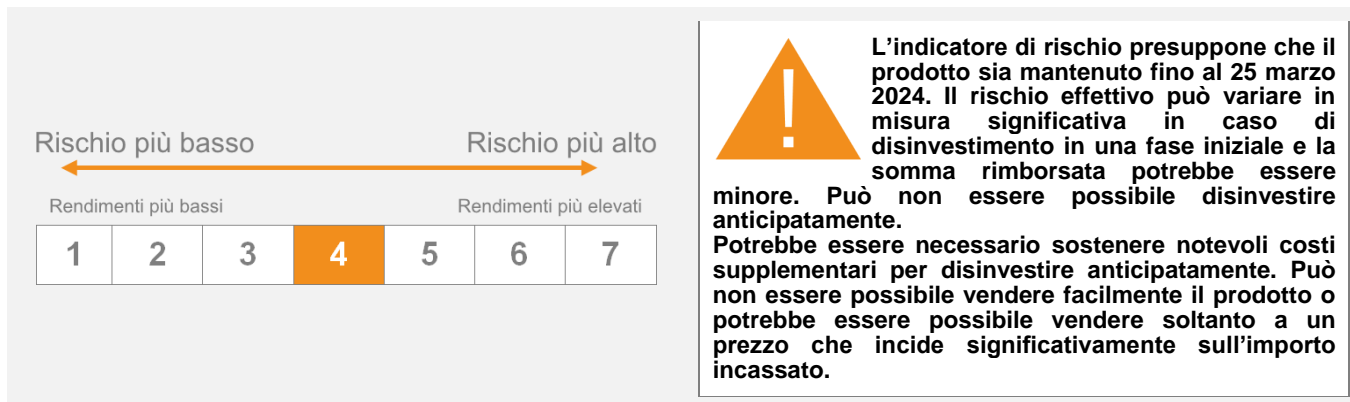 Rischio più basso
Rischio più alto
Rendimenti più bassi
Rendimenti più elevati
1 2 3 4 5 6 7
!
L’indicatore di rischio presuppone che il
prodotto sia mantenuto fino al 25 marzo
2024. Il rischio effettivo può variare in
misura significativa in caso di
disinvestimento in una fase iniziale e la
somma rimborsata potrebbe essere
minore. Può non essere possibile disinvestire
anticipatamente.
Potrebbe essere necessario sostenere notevoli costi
supplementari per disinvestire anticipatamente. Può
non essere possibile vendere facilmente il prodotto o
potrebbe essere possibile vendere soltanto a un
prezzo che incide significativamente sull’importo
incassato.